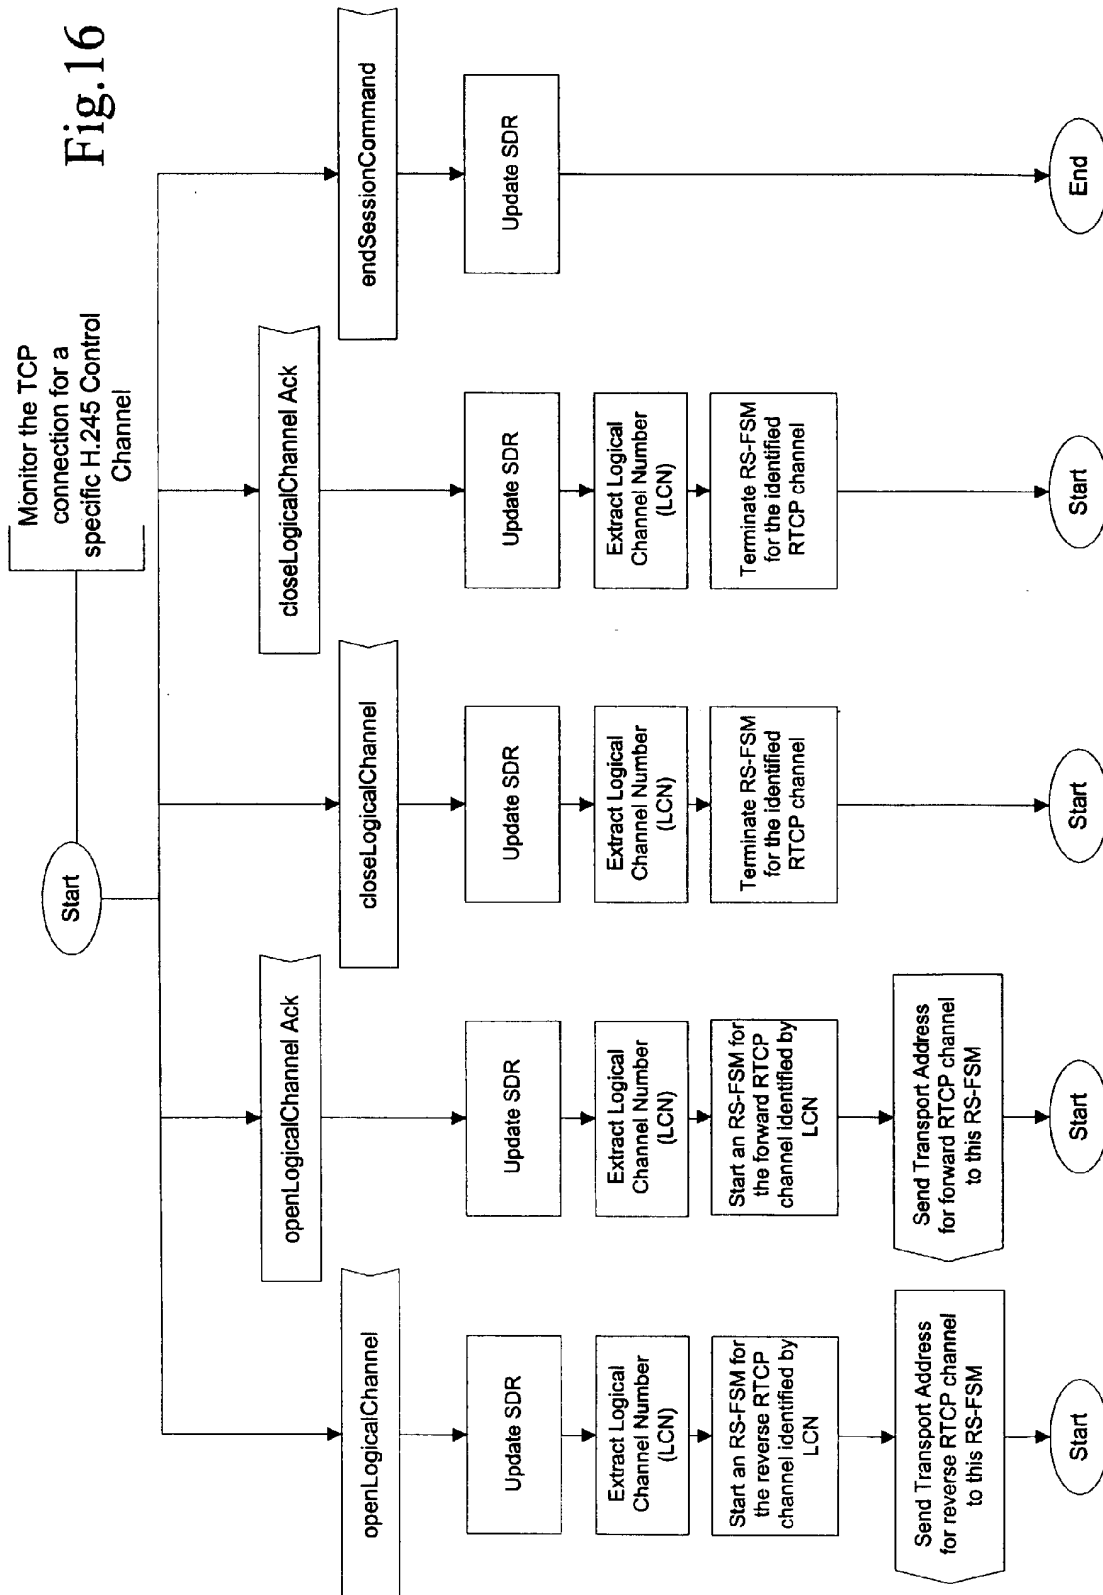 Fig.16
Monitor the TCP
connection for a
specific H.245 Control
Channel
Start
openLogicalChannel
Update SDR
Extract Logical
Channel Number
(LCN)
Start an RS-FSM for
the reverse RTCP
channel identified by
LCN
Send Transport Address
for reverse RTCP channel
to this RS-FSM
Start
openLogicalChannel Ack
Update SDR
Extract Logical
Channel Number
(LCN)
Start an RS-FSM for
the forward RTCP
channel identified by
LCN
Send Transport Address
for forward RTCP channel
to this RS-FSM
Start
closeLogicalChannel
Update SDR
Extract Logical
Channel Number
(LCN)
Terminate RS-FSM
for the identified
RTCP channel
Start
closeLogicalChannel Ack
Update SDR
Extract Logical
Channel Number
(LCN)
Terminate RS-FSM
for the identified
RTCP channel
Start
endSessionCommand
Update SDR
End